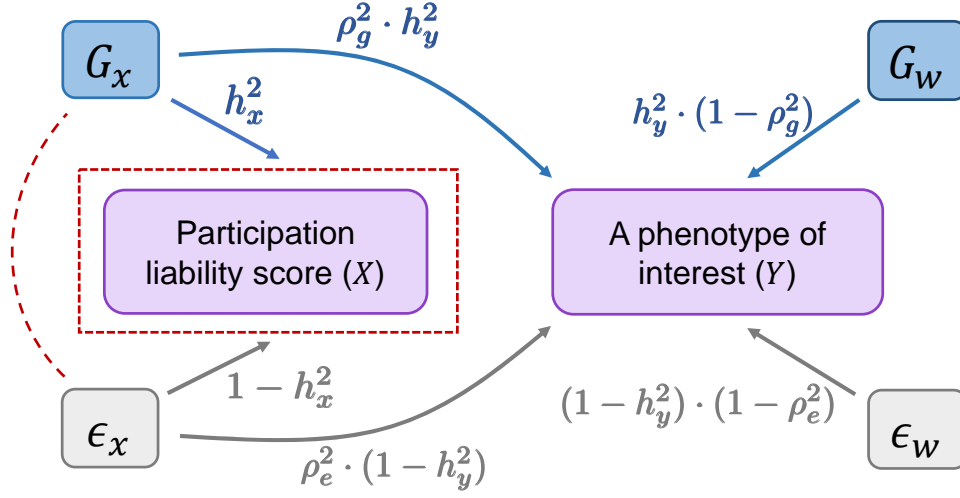 G_x
ρ_g^2 · h_y^2
G_w
h_x^2
h_y^2 · (1 − ρ_g^2)
Participation
liability score (X)
A phenotype of
interest (Y)
1 − h_x^2
(1 − h_y^2) · (1 − ρ_e^2)
ϵ_x
ρ_e^2 · (1 − h_y^2)
ϵ_w